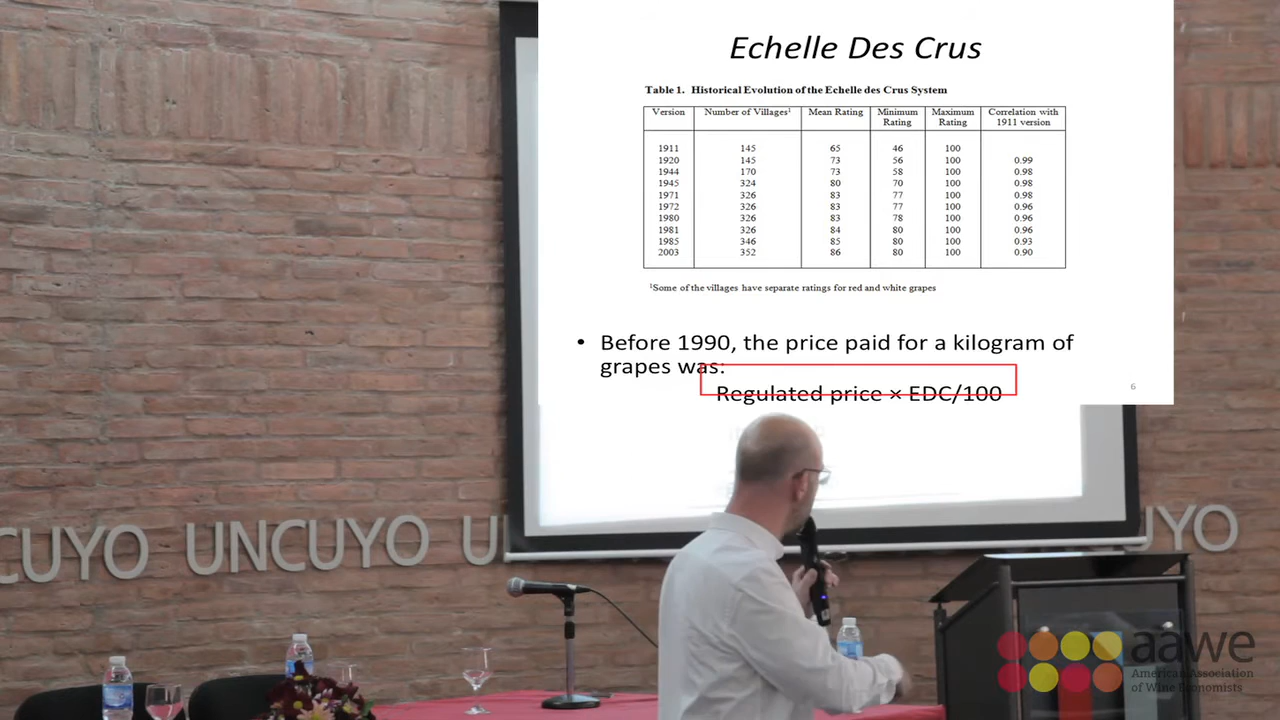 Echelle Des Crus
Table 1. Historical Evolution of the Echelle des Crus System
Version Number of Villages¹ Mean Rating Minimum Rating Maximum Rating Correlation with 1911 version
1911 145 65 46 100
1920 145 73 56 100 0.99
1944 170 73 58 100 0.98
1945 324 80 70 100 0.98
1971 326 83 77 100 0.98
1972 326 83 77 100 0.96
1980 326 83 78 100 0.96
1981 326 84 80 100 0.96
1985 346 85 80 100 0.93
2003 352 86 80 100 0.90
¹Some of the villages have separate ratings for red and white grapes
• Before 1990, the price paid for a kilogram of
grapes was:
Regulated price × EDC/100
6
CUYO UNCUYO U UYO
aawe
American Association
of Wine Economists